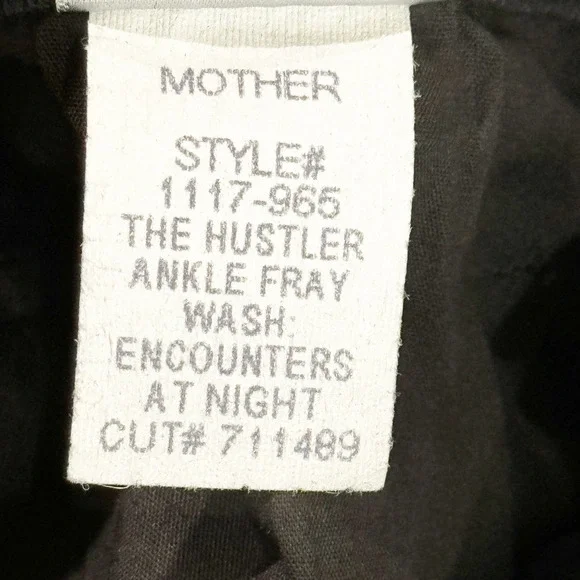 MOTHER
STYLE#
1117-965
THE HUSTLER
ANKLE FRAY
WASH:
ENCOUNTERS
AT NIGHT
CUT# 711489